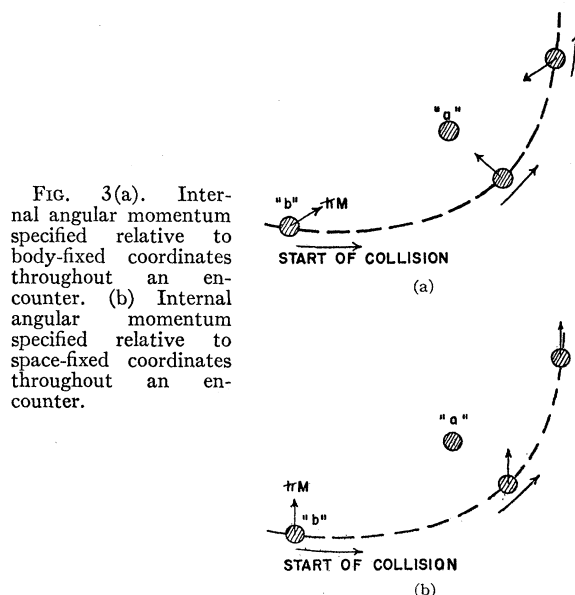 FIG. 3(a). Inter-
nal angular momentum
specified relative to
body-fixed coordinates
throughout an en-
counter. (b) Internal
angular momentum
specified relative to
space-fixed coordinates
throughout an en-
counter.
"a"
"b" ħM
START OF COLLISION
(a)
"a"
ħM
"b"
START OF COLLISION
(b)